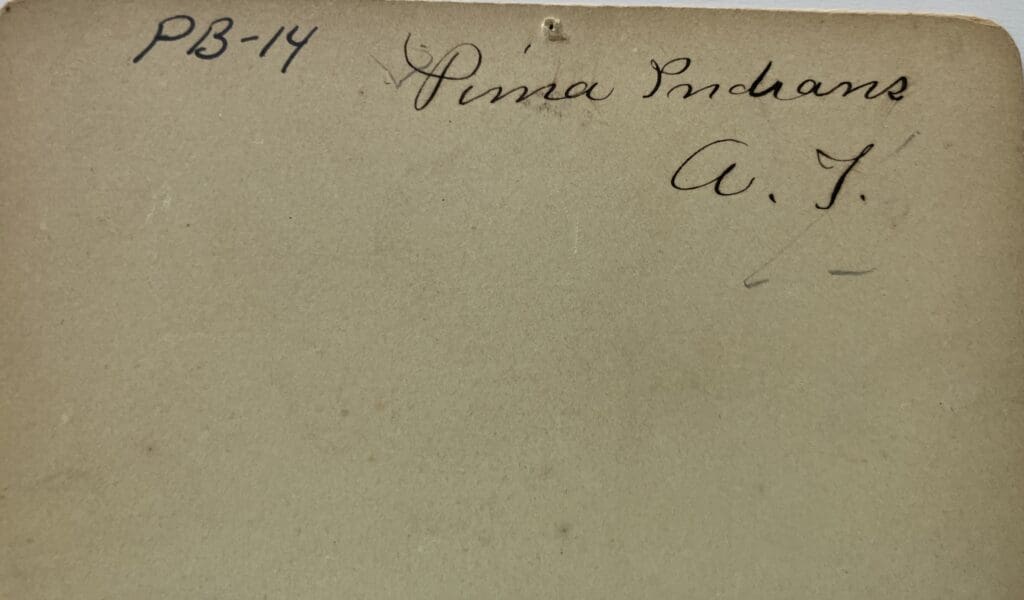 PB-14
Pima Indians
A. T.